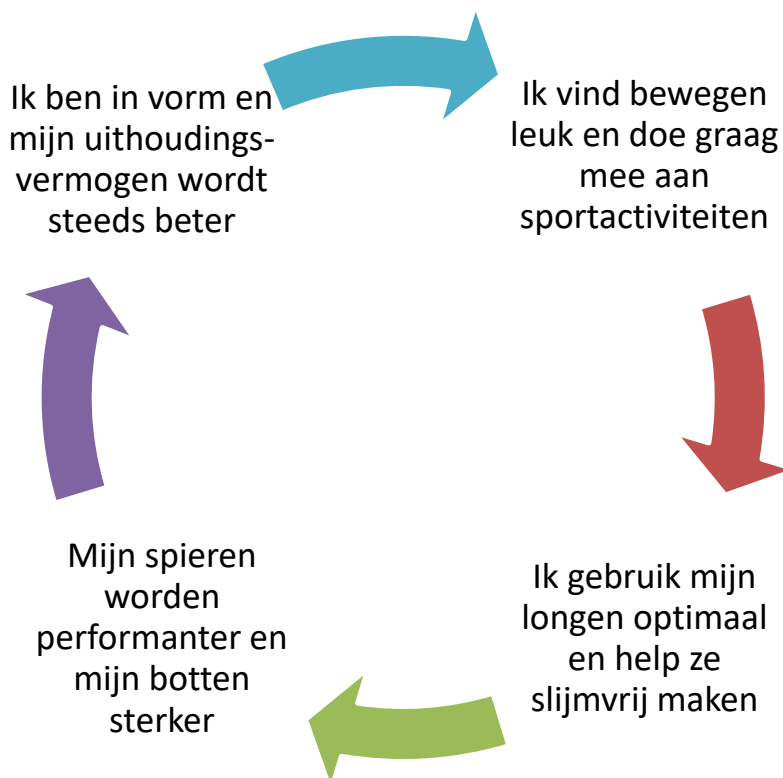 Ik ben in vorm en
mijn uithoudings-
vermogen wordt
steeds beter
Ik vind bewegen
leuk en doe graag
mee aan
sportactiviteiten
Ik gebruik mijn
longen optimaal
en help ze
slijmvrij maken
Mijn spieren
worden
performanter en
mijn botten
sterker